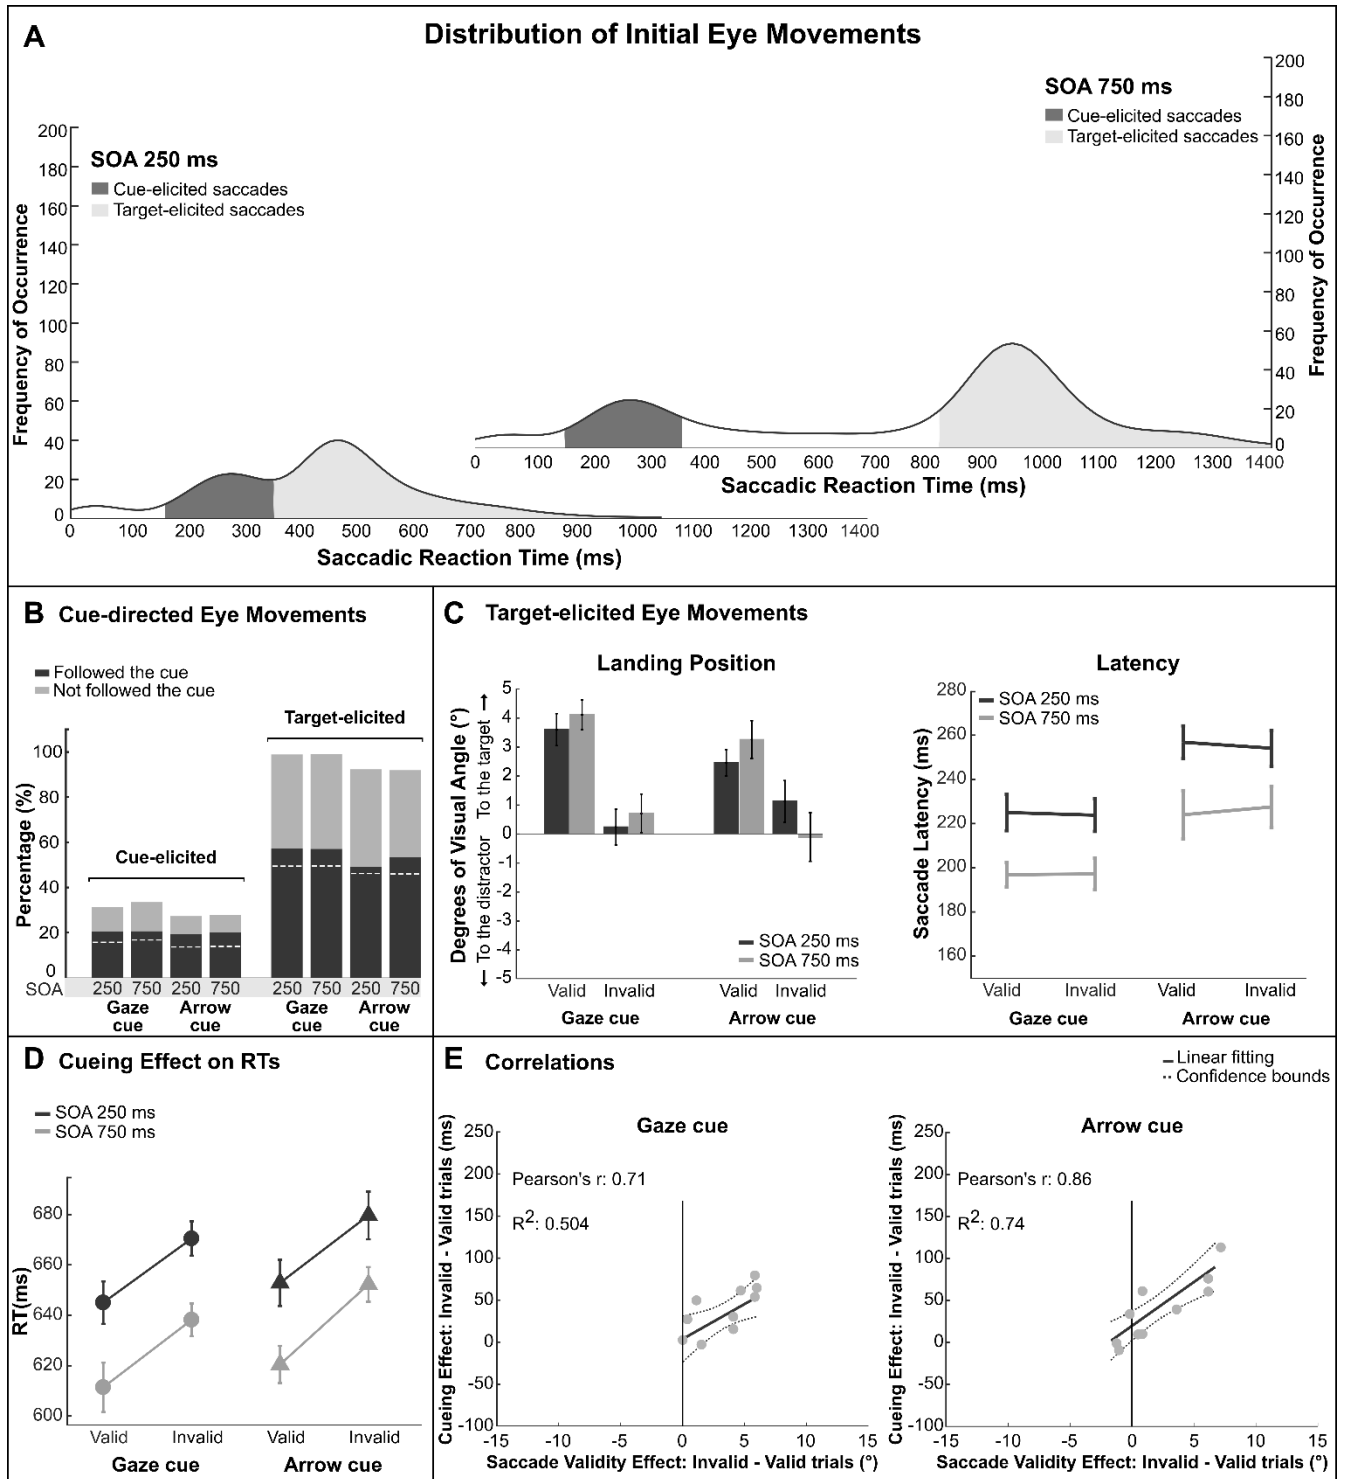 A
Distribution of Initial Eye Movements
SOA 250 ms
Cue-elicited saccades
Target-elicited saccades
Frequency of Occurrence
200
180
160
140
120
100
80
60
40
20
0
0 100 200 300 400 500 600 700 800 900 1000 1100 1200 1300 1400
Saccadic Reaction Time (ms)
SOA 750 ms
Cue-elicited saccades
Target-elicited saccades
Frequency of Occurrence
200
180
160
140
120
100
80
60
40
20
0
0 100 200 300 400 500 600 700 800 900 1000 1100 1200 1300 1400
Saccadic Reaction Time (ms)
B Cue-directed Eye Movements
Followed the cue
Not followed the cue
Percentage (%)
100
80
60
40
20
0
Cue-elicited
Target-elicited
SOA 250 750 250 750 250 750 250 750
Gaze cue
Arrow cue
Gaze cue
Arrow cue
C Target-elicited Eye Movements
Landing Position
Degrees of Visual Angle (°)
← To the distractor To the target →
5
4
3
2
1
0
-1
-2
-3
-4
-5
SOA 250 ms
SOA 750 ms
Valid Invalid Valid Invalid
Gaze cue Arrow cue
Latency
SOA 250 ms
SOA 750 ms
Saccade Latency (ms)
280
260
240
220
200
180
160
Valid Invalid Valid Invalid
Gaze cue Arrow cue
D Cueing Effect on RTs
SOA 250 ms
SOA 750 ms
RT(ms)
680
660
640
620
600
Valid Invalid Valid Invalid
Gaze cue Arrow cue
E Correlations
Linear fitting
Confidence bounds
Gaze cue
Cueing Effect: Invalid - Valid trials (ms)
250
200
150
100
50
0
-50
-100
Pearson's r: 0.71
R2: 0.504
-15 -10 -5 0 5 10 15
Saccade Validity Effect: Invalid - Valid trials (°)
Arrow cue
Cueing Effect: Invalid - Valid trials (ms)
250
200
150
100
50
0
-50
-100
Pearson's r: 0.86
R2: 0.74
-15 -10 -5 0 5 10 15
Saccade Validity Effect: Invalid - Valid trials (°)